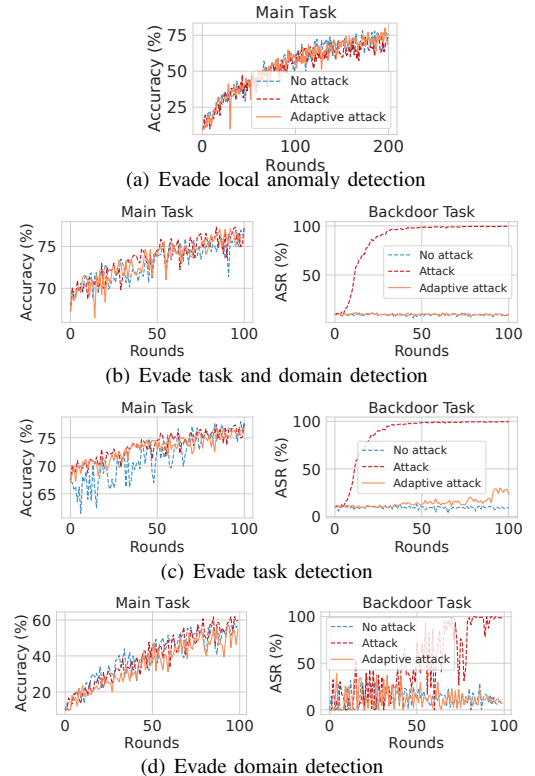 Main Task
Accuracy (%)
75
50
25
No attack
Attack
Adaptive attack
0
100
200
Rounds
(a) Evade local anomaly detection
Main Task
Accuracy (%)
75
70
0
50
100
Rounds
Backdoor Task
ASR (%)
100
50
No attack
Attack
Adaptive attack
0
50
100
Rounds
(b) Evade task and domain detection
Main Task
Accuracy (%)
75
70
65
0
50
100
Rounds
Backdoor Task
ASR (%)
100
50
0
No attack
Attack
Adaptive attack
0
50
100
Rounds
(c) Evade task detection
Main Task
Accuracy (%)
60
40
20
0
50
100
Rounds
Backdoor Task
ASR (%)
100
50
0
No attack
Attack
Adaptive attack
0
50
100
Rounds
(d) Evade domain detection